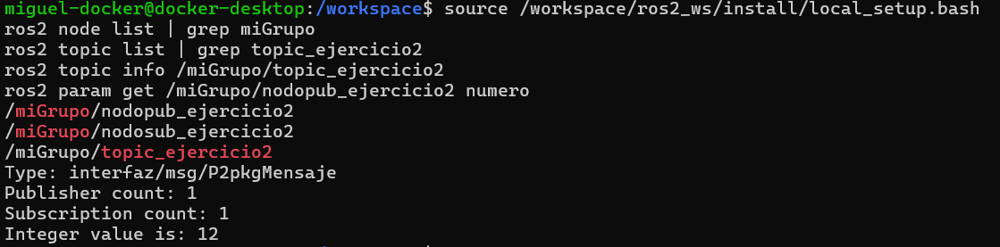 miguel-docker@docker-desktop:/workspace$ source /workspace/ros2_ws/install/local_setup.bash
ros2 node list | grep miGrupo
ros2 topic list | grep topic_ejercicio2
ros2 topic info /miGrupo/topic_ejercicio2
ros2 param get /miGrupo/nodopub_ejercicio2 numero
/miGrupo/nodopub_ejercicio2
/miGrupo/nodosub_ejercicio2
/miGrupo/topic_ejercicio2
Type: interfaz/msg/P2pkgMensaje
Publisher count: 1
Subscription count: 1
Integer value is: 12